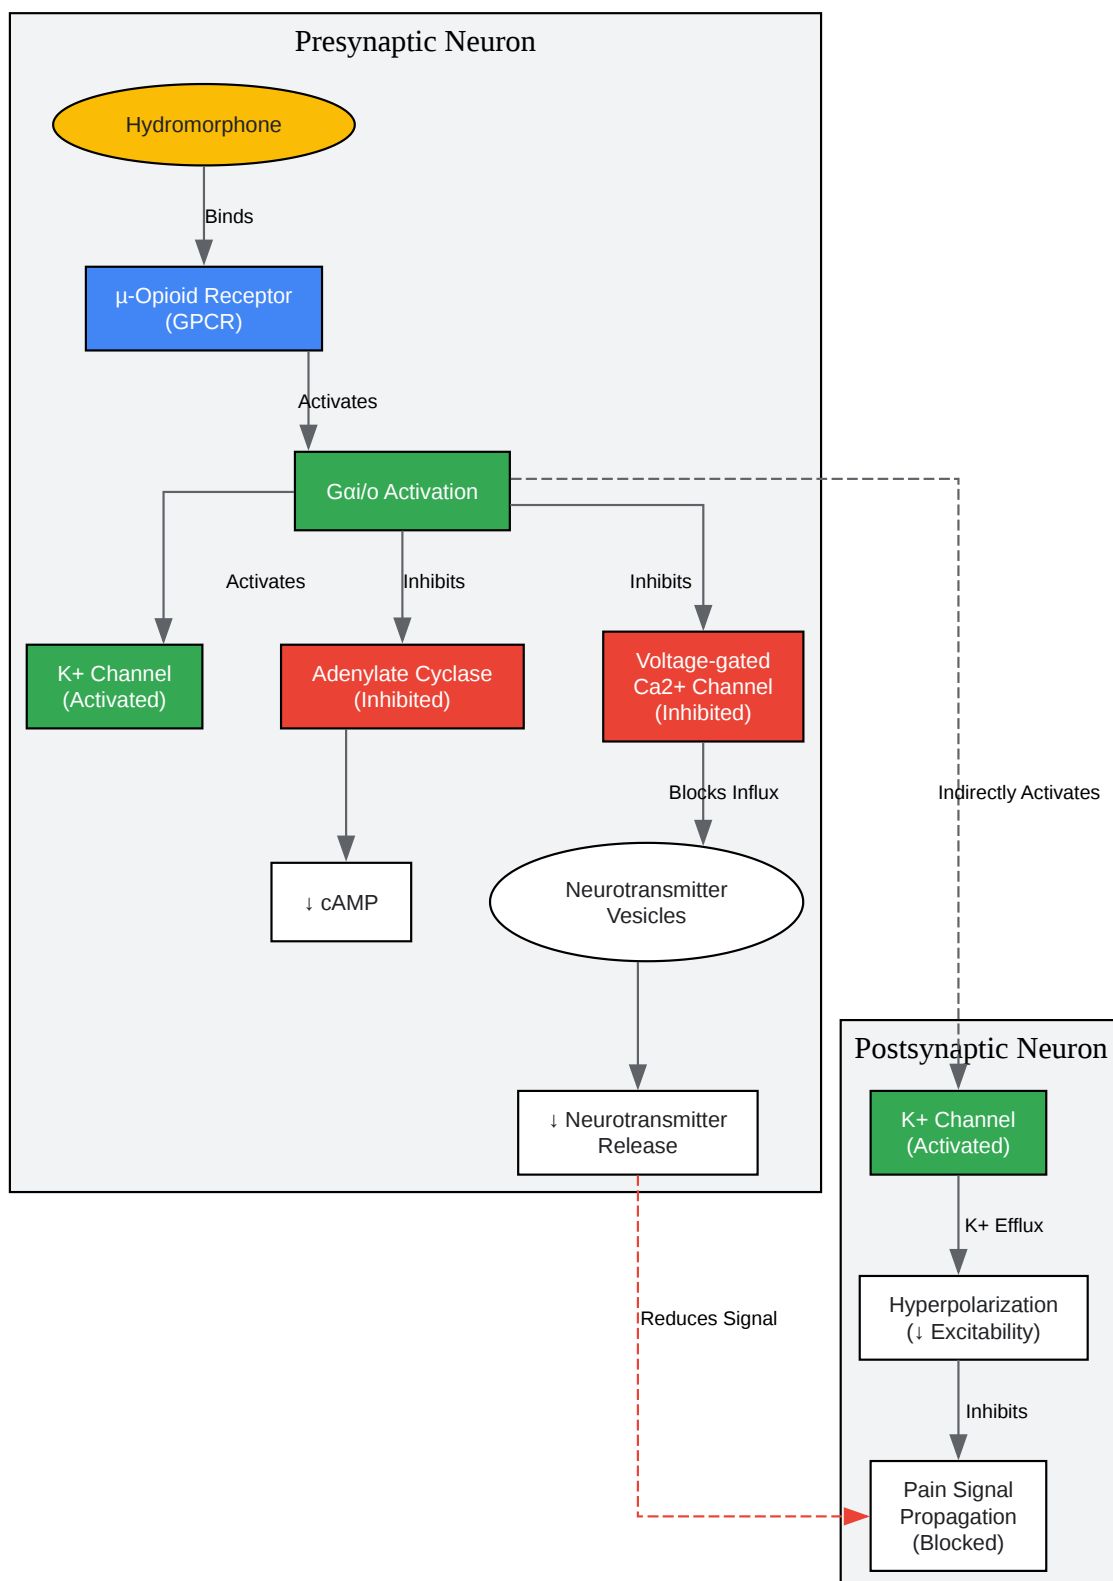 Presynaptic Neuron
Hydromorphone
Binds
µ-Opioid Receptor
(GPCR)
Activates
Gαi/o Activation
Activates
Inhibits
Inhibits
K+ Channel
(Activated)
Adenylate Cyclase
(Inhibited)
Voltage-gated
Ca2+ Channel
(Inhibited)
Blocks Influx
Indirectly Activates
↓ cAMP
Neurotransmitter
Vesicles
↓ Neurotransmitter
Release
Reduces Signal
Postsynaptic Neuron
K+ Channel
(Activated)
K+ Efflux
Hyperpolarization
(↓ Excitability)
Inhibits
Pain Signal
Propagation
(Blocked)